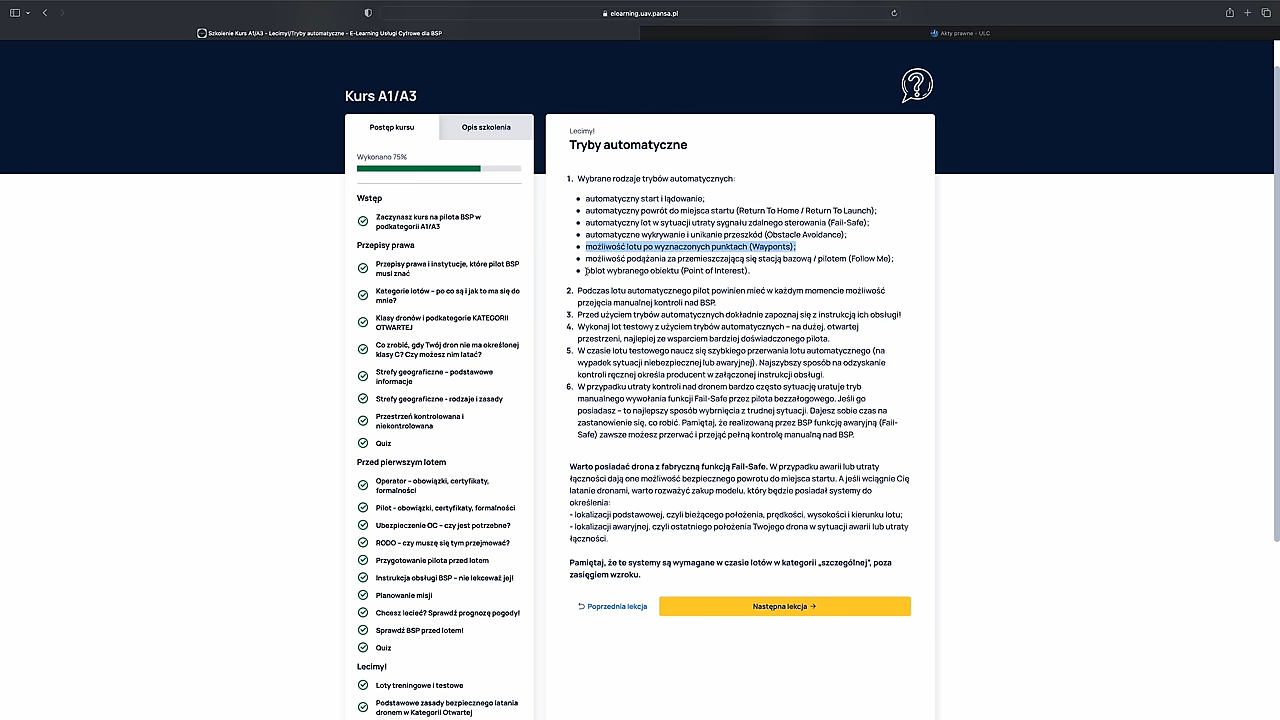 elearning.uav.pansa.pl
Szkolenie Kurs A1/A3 – Lecimy!/Tryby automatyczne – E-Learning Usługi Cyfrowe dla BSP
Akty prawne – ULC
Kurs A1/A3
Postęp kursu
Opis szkolenia
Wykonano 75%
Wstęp
Zaczynasz kurs na pilota BSP w
podkategorii A1/A3
Przepisy prawa
Przepisy prawa i instytucje, które pilot BSP
musi znać
Kategorie lotów – po co są i jak to ma się do
mnie?
Klasy dronów i podkategorie KATEGORII
OTWARTEJ
Co zrobić, gdy Twój dron nie ma określonej
klasy C? Czy możesz nim latać?
Strefy geograficzne – podstawowe
informacje
Strefy geograficzne - rodzaje i zasady
Przestrzeń kontrolowana i
niekontrolowana
Quiz
Przed pierwszym lotem
Operator – obowiązki, certyfikaty,
formalności
Pilot - obowiązki, certyfikaty, formalności
Ubezpieczenie OC – czy jest potrzebne?
RODO – czy muszę się tym przejmować?
Przygotowanie pilota przed lotem
Instrukcja obsługi BSP – nie lekceważ jej!
Planowanie misji
Chcesz lecieć? Sprawdź prognozę pogody!
Sprawdź BSP przed lotem!
Quiz
Lecimy!
Loty treningowe i testowe
Podstawowe zasady bezpiecznego latania
dronem w Kategorii Otwartej
Lecimy!
Tryby automatyczne
1. Wybrane rodzaje trybów automatycznych:
• automatyczny start i lądowanie;
• automatyczny powrót do miejsca startu (Return To Home / Return To Launch);
• automatyczny lot w sytuacji utraty sygnału zdalnego sterowania (Fail-Safe);
• automatyczne wykrywanie i unikanie przeszkód (Obstacle Avoidance);
• możliwość lotu po wyznaczonych punktach (Wayponts);
• możliwość podążania za przemieszczającą się stacją bazową / pilotem (Follow Me);
• oblot wybranego obiektu (Point of Interest).
2. Podczas lotu automatycznego pilot powinien mieć w każdym momencie możliwość
przejęcia manualnej kontroli nad BSP.
3. Przed użyciem trybów automatycznych dokładnie zapoznaj się z instrukcją ich obsługi!
4. Wykonaj lot testowy z użyciem trybów automatycznych – na dużej, otwartej
przestrzeni, najlepiej ze wsparciem bardziej doświadczonego pilota.
5. W czasie lotu testowego naucz się szybkiego przerwania lotu automatycznego (na
wypadek sytuacji niebezpiecznej lub awaryjnej). Najszybszy sposób na odzyskanie
kontroli ręcznej określa producent w załączonej instrukcji obsługi.
6. W przypadku utraty kontroli nad dronem bardzo często sytuację uratuje tryb
manualnego wywołania funkcji Fail-Safe przez pilota bezzałogowego. Jeśli go
posiadasz – to najlepszy sposób wybrnięcia z trudnej sytuacji. Dajesz sobie czas na
zastanowienie się, co robić. Pamiętaj, że realizowaną przez BSP funkcję awaryjną (Fail-
Safe) zawsze możesz przerwać i przejąć pełną kontrolę manualną nad BSP.
Warto posiadać drona z fabryczną funkcją Fail-Safe. W przypadku awarii lub utraty
łączności dają one możliwość bezpiecznego powrotu do miejsca startu. A jeśli wciągnie Cię
latanie dronami, warto rozważyć zakup modelu, który będzie posiadał systemy do
określenia:
- lokalizacji podstawowej, czyli bieżącego położenia, prędkości, wysokości i kierunku lotu;
- lokalizacji awaryjnej, czyli ostatniego położenia Twojego drona w sytuacji awarii lub utraty
łączności.
Pamiętaj, że te systemy są wymagane w czasie lotów w kategorii „szczególnej”, poza
zasięgiem wzroku.
Poprzednia lekcja
Następna lekcja →